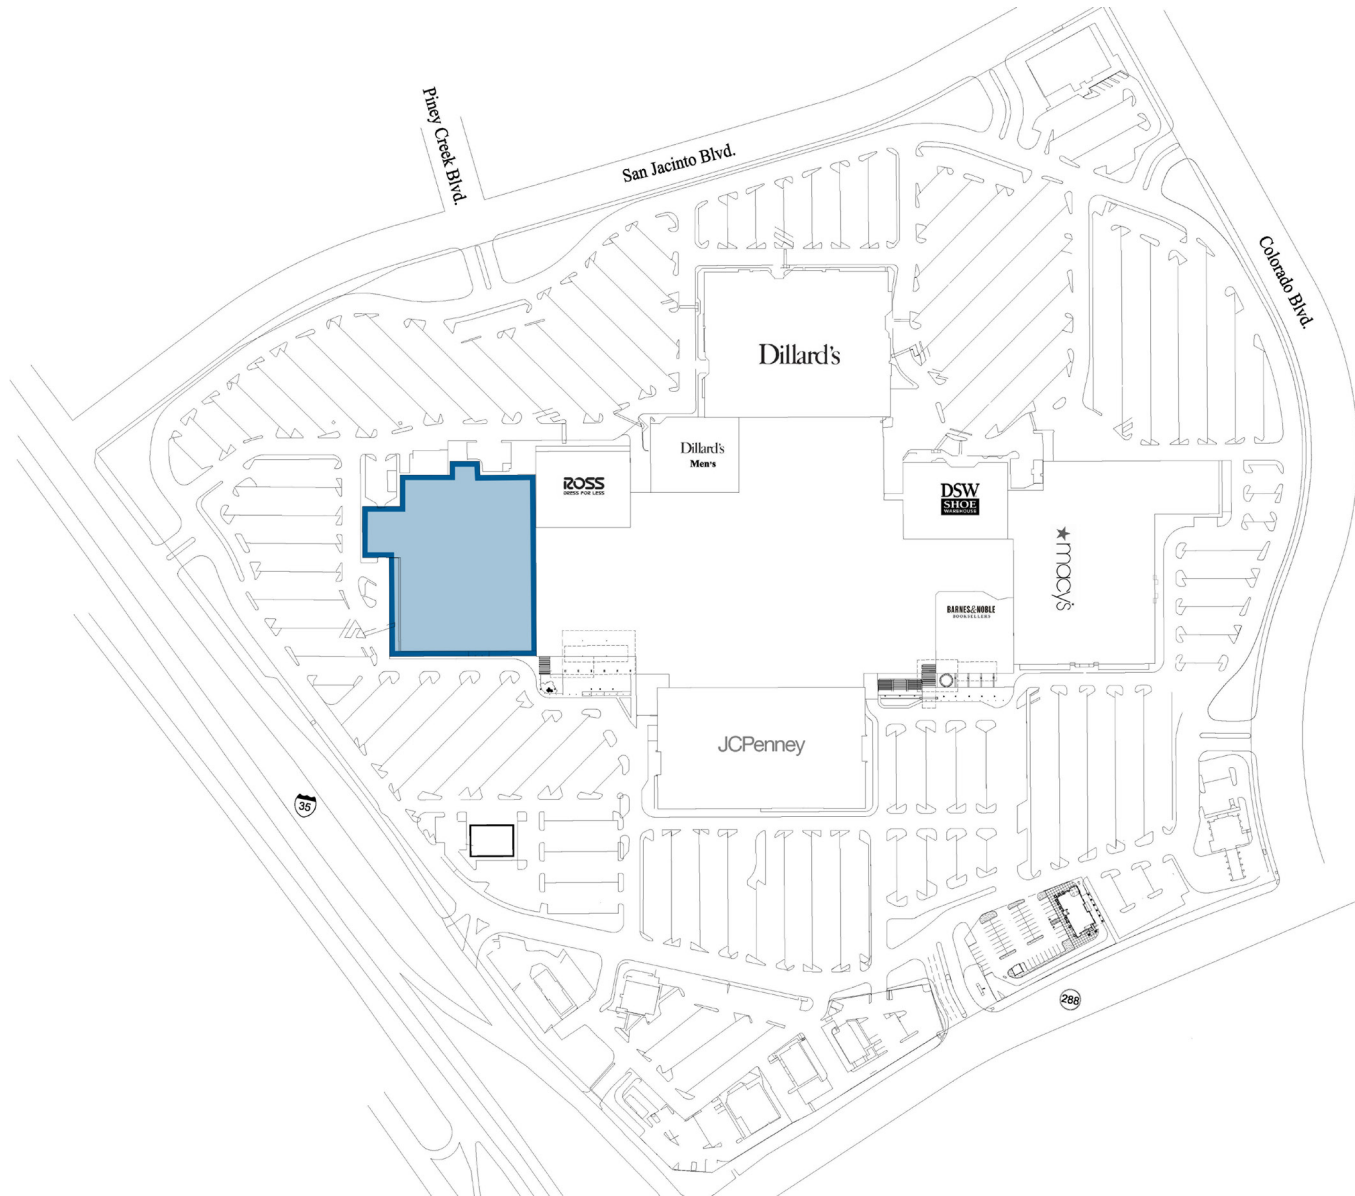 Piney Creek Blvd.
San Jacinto Blvd.
Colorado Blvd.
Dillard's
Dillard's
Men's
ROSS
DRESS FOR LESS
DSW
SHOE
WAREHOUSE
macy's
BARNES&NOBLE
BOOKSELLERS
JCPenney
35
288